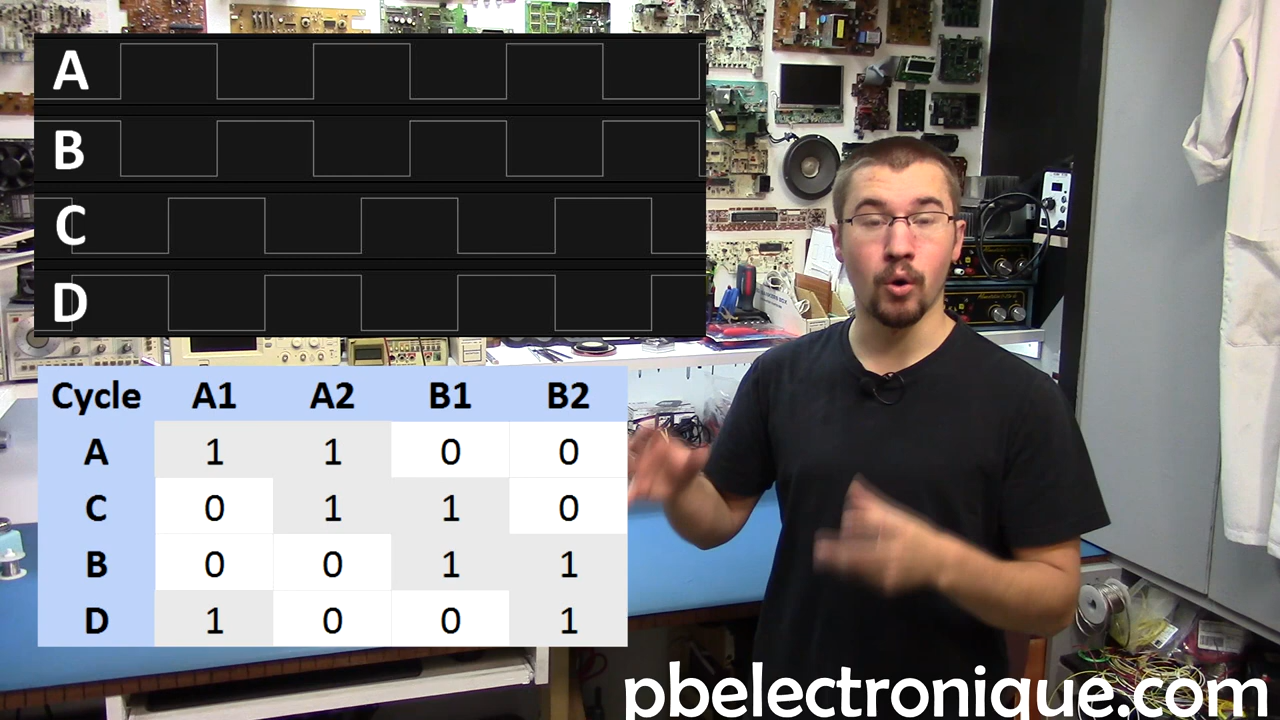 A
B
C
D
Cycle A1 A2 B1 B2
A 1 1 0 0
C 0 1 1 0
B 0 0 1 1
D 1 0 0 1
pbelectronique.com